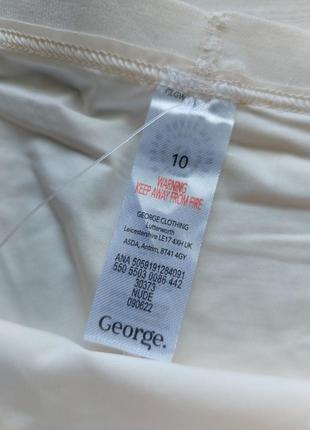 10
WARNING
KEEP AWAY FROM FIRE
GEORGE CLOTHING
Lutterworth
Leicestershire LE17 4XH UK
ASDA, Antrim, BT41 4GY
ANA 5059191284091
550 5503 0086 442
30373
NUDE
090622
George.